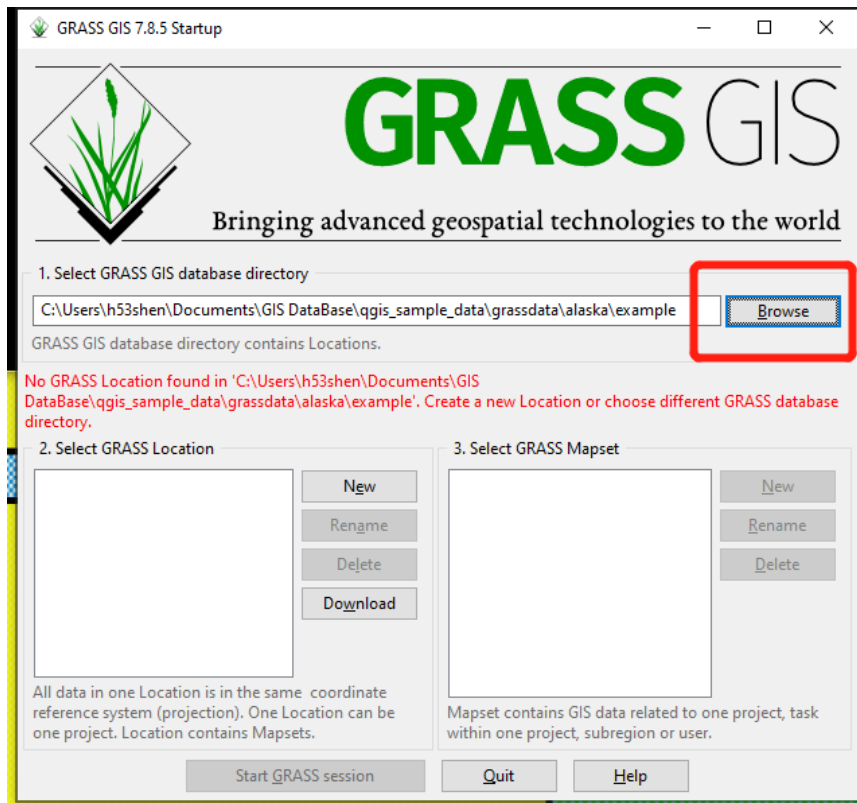 GRASS GIS 7.8.5 Startup
GRASS GIS
Bringing advanced geospatial technologies to the world
1. Select GRASS GIS database directory
C:\Users\h53shen\Documents\GIS DataBase\qgis_sample_data\grassdata\alaska\example
Browse
GRASS GIS database directory contains Locations.
No GRASS Location found in 'C:\Users\h53shen\Documents\GIS
DataBase\qgis_sample_data\grassdata\alaska\example'. Create a new Location or choose different GRASS database
directory.
2. Select GRASS Location
New
Rename
Delete
Download
All data in one Location is in the same coordinate
reference system (projection). One Location can be
one project. Location contains Mapsets.
3. Select GRASS Mapset
New
Rename
Delete
Mapset contains GIS data related to one project, task
within one project, subregion or user.
Start GRASS session
Quit
Help